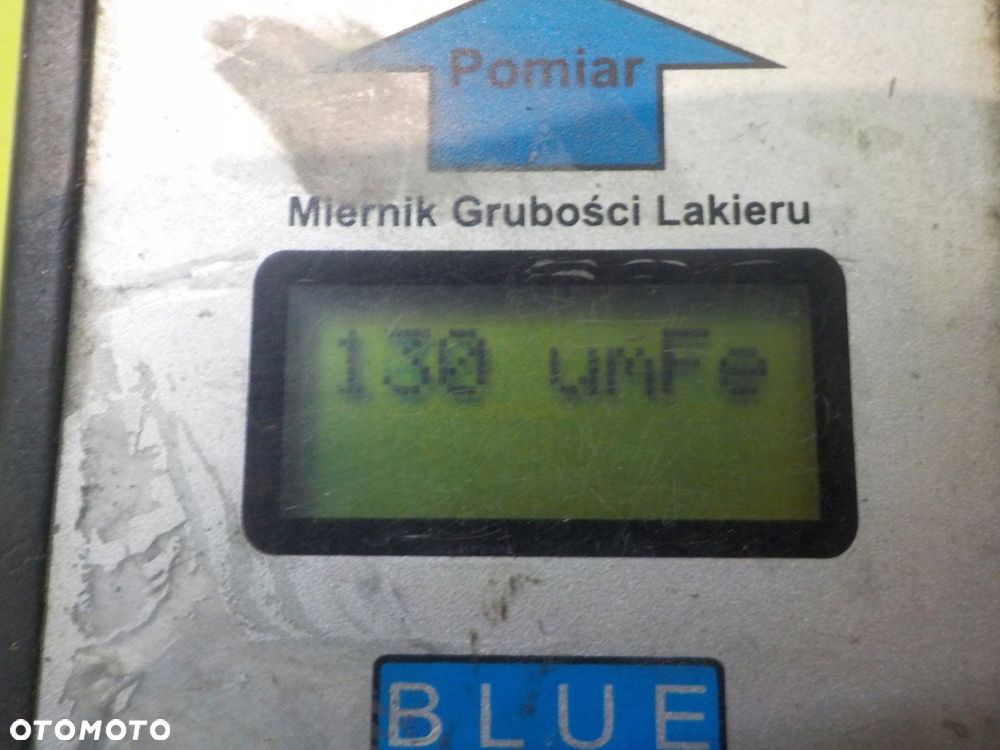 Pomiar
Miernik Grubości Lakieru
130 umFe
BLUE
OTOMOTO